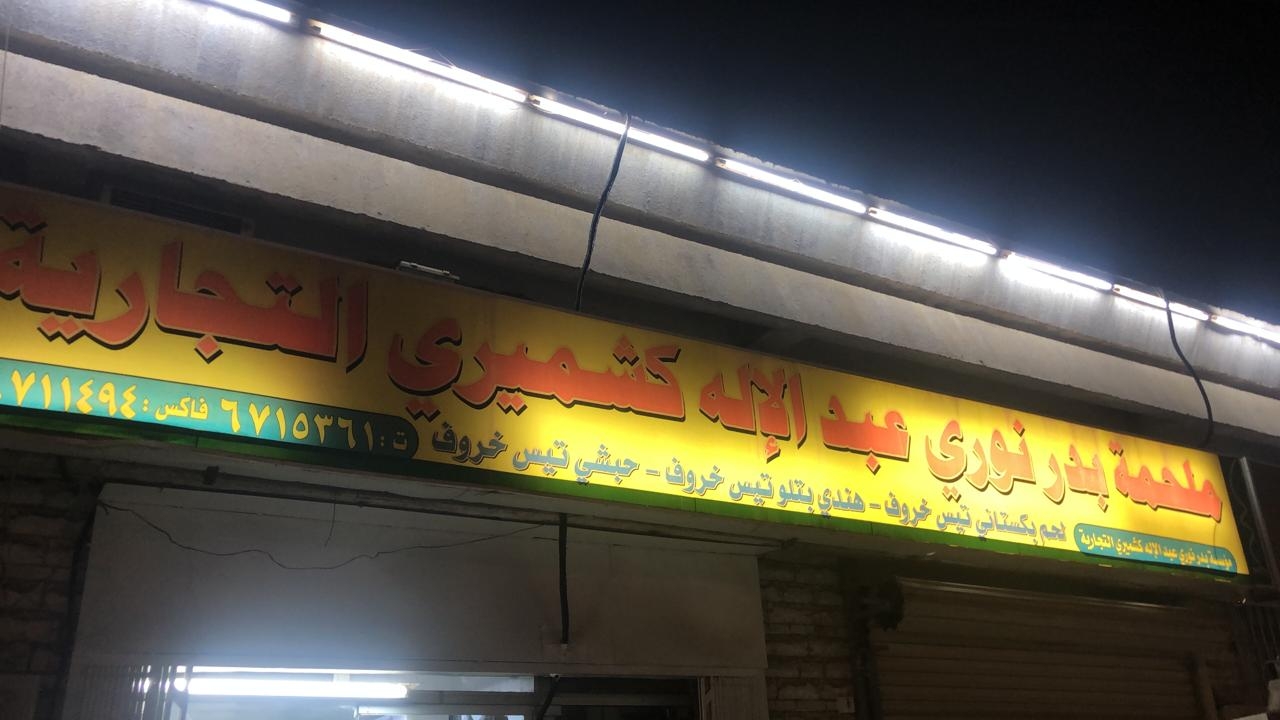 ملحمة بدر نوري عبد الإله كشميري التجارية
مؤسسة بدر نوري عبد الإله كشميري التجارية
لحم بكستاني تيس خروف - هندي بتلو تيس خروف - حبشي تيس خروف
ت : ٦٧١٥٣٦١ فاكس : ٧١١٤٩٤